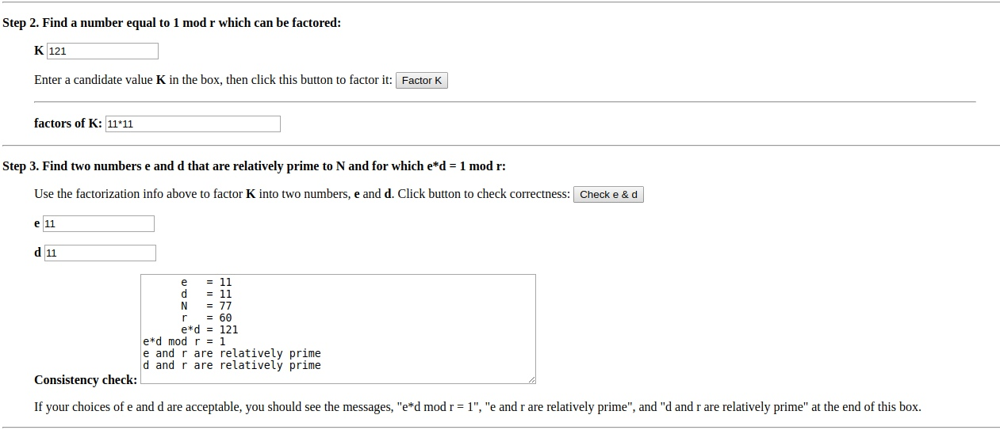 Step 2. Find a number equal to 1 mod r which can be factored:
K 121
Enter a candidate value K in the box, then click this button to factor it: Factor K
factors of K: 11*11
Step 3. Find two numbers e and d that are relatively prime to N and for which e*d = 1 mod r:
Use the factorization info above to factor K into two numbers, e and d. Click button to check correctness: Check e & d
e 11
d 11
e = 11
d = 11
N = 77
r = 60
e*d = 121
e*d mod r = 1
e and r are relatively prime
d and r are relatively prime
Consistency check:
If your choices of e and d are acceptable, you should see the messages, "e*d mod r = 1", "e and r are relatively prime", and "d and r are relatively prime" at the end of this box.